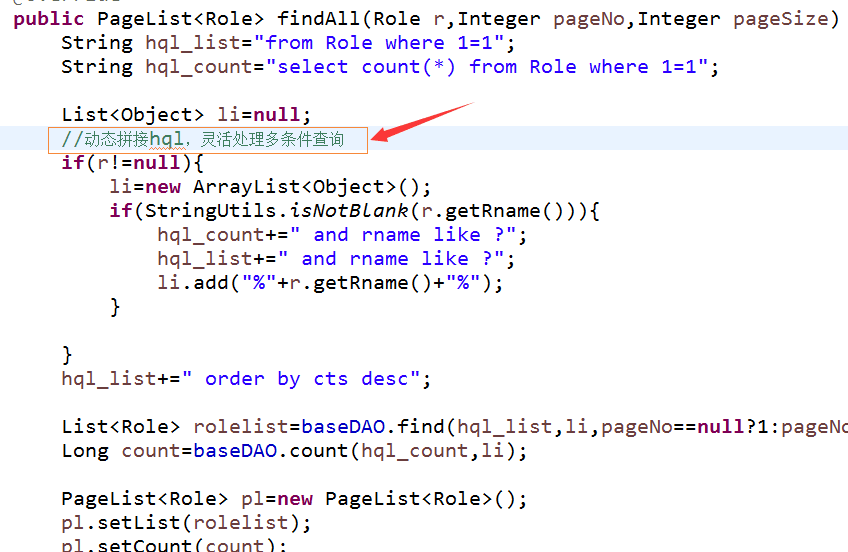 public PageList<Role> findAll(Role r,Integer pageNo,Integer pageSize)
String hql_list="from Role where 1=1";
String hql_count="select count(*) from Role where 1=1";
List<Object> li=null;
//动态拼接hql，灵活处理多条件查询
if(r!=null){
li=new ArrayList<Object>();
if(StringUtils.isNotBlank(r.getRname())){
hql_count+=" and rname like ?";
hql_list+=" and rname like ?";
li.add("%"+r.getRname()+"%");
}
}
hql_list+=" order by cts desc";
List<Role> rolelist=baseDAO.find(hql_list,li,pageNo==null?1:pageNo
Long count=baseDAO.count(hql_count,li);
PageList<Role> pl=new PageList<Role>();
pl.setList(rolelist);
pl.setCount(count);